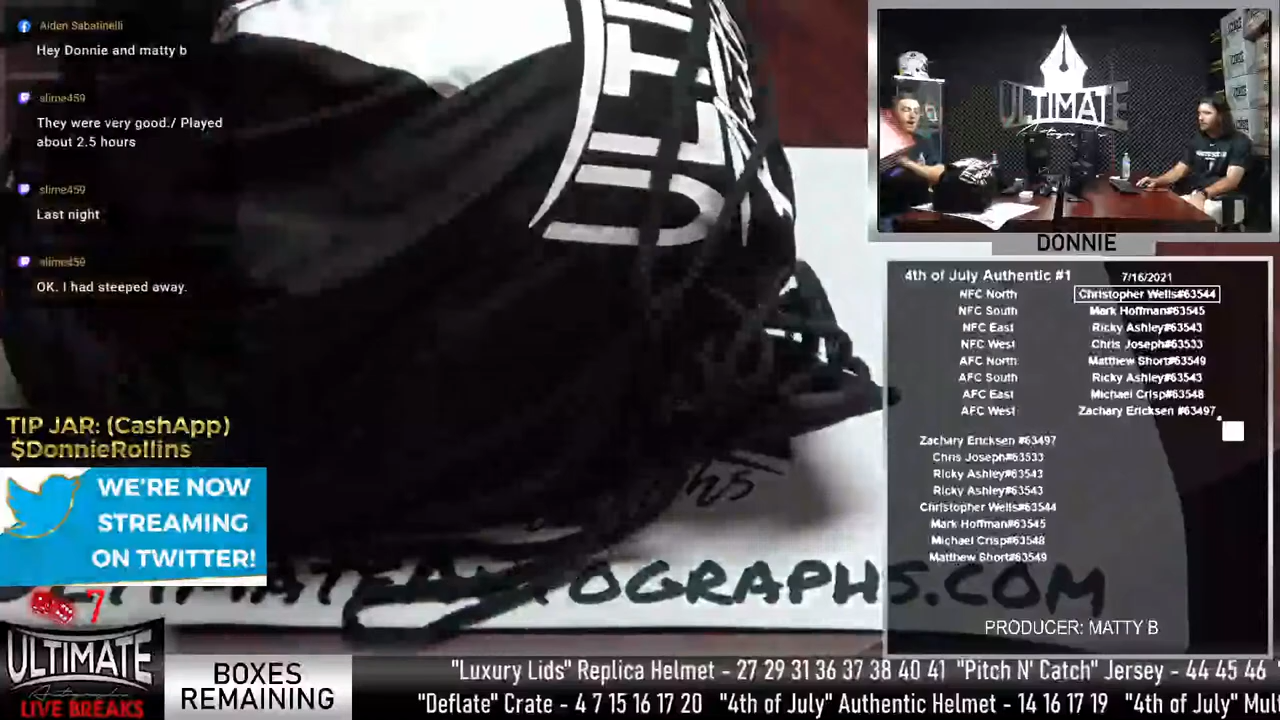 Aiden Sabatinelli
Hey Donnie and matty b
slime459
They were very good./ Played
about 2.5 hours
slime459
Last night
slime459
OK. I had steeped away.
TIP JAR: (CashApp)
$DonnieRollins
WE'RE NOW
STREAMING
ON TWITTER!
7
ULTIMATE
Autographs
LIVE BREAKS
BOXES
REMAINING
ULTIMATE
DONNIE
4th of July Authentic #1 7/16/2021
NFC North Christopher Wells#63544
NFC South Mark Hoffman#63545
NFC East Ricky Ashley#63543
NFC West Chris Joseph#63533
AFC North Matthew Short#63549
AFC South Ricky Ashley#63543
AFC East Michael Crisp#63548
AFC West Zachary Ericksen #63497
Zachary Ericksen #63497
Chris Joseph#63533
Ricky Ashley#63543
Ricky Ashley#63543
Christopher Wells#63544
Mark Hoffman#63545
Michael Crisp#63548
Matthew Short#63549
PRODUCER: MATTY B
ULTIMATEAUTOGRAPHS.COM
"Luxury Lids" Replica Helmet - 27 29 31 36 37 38 40 41 "Pitch N' Catch" Jersey - 44 45 46
"Deflate" Crate - 4 7 15 16 17 20 "4th of July" Authentic Helmet - 14 16 17 19 "4th of July" Mul